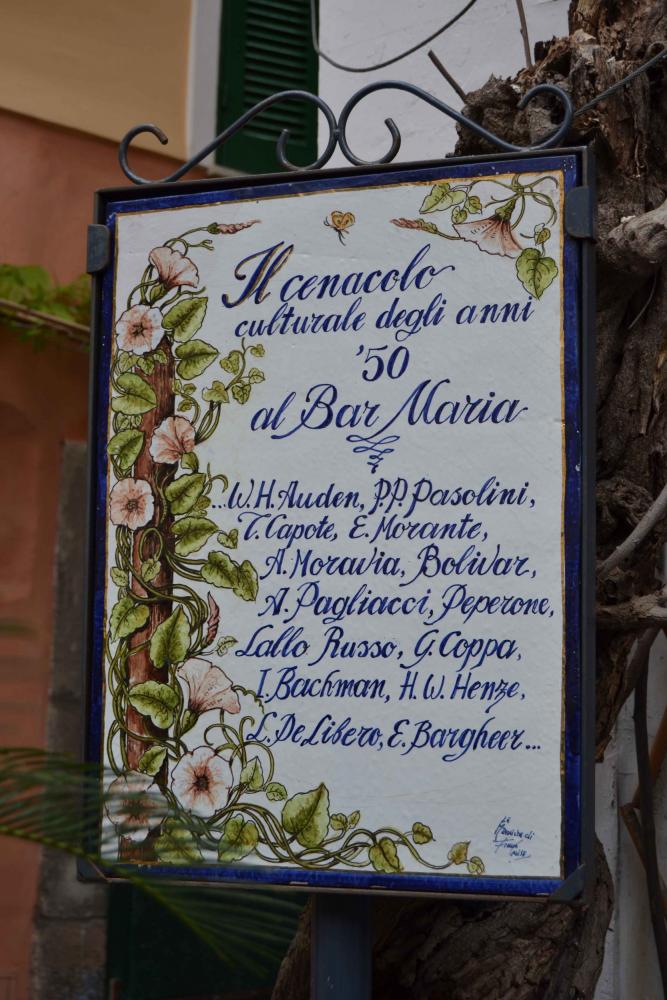 Il cenacolo
culturale degli anni
'50
al Bar Maria
...W.H.Auden, P.P.Pasolini,
T.Capote, E.Morante,
A.Moravia, Bolivar,
A.Pagliacci, Peperone,
Lallo Russo, G.Coppa,
I.Bachman, H.W.Henze,
L.De Libero, E.Bargheer...